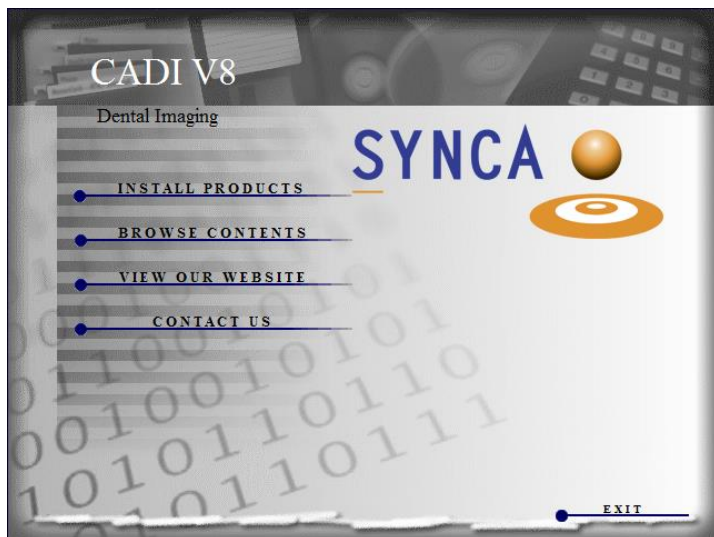 CADI V8
Dental Imaging
SYNCA
INSTALL PRODUCTS
BROWSE CONTENTS
VIEW OUR WEBSITE
CONTACT US
EXIT